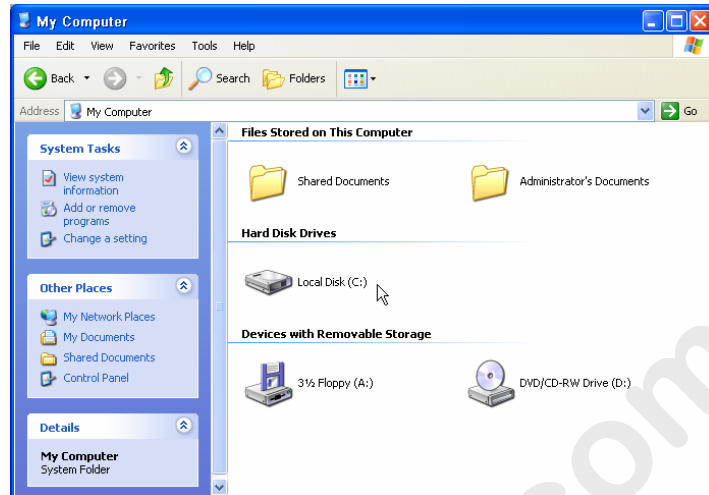 My Computer
File Edit View Favorites Tools Help
Back Search Folders
Address My Computer Go
System Tasks
View system
information
Add or remove
programs
Change a setting
Other Places
My Network Places
My Documents
Shared Documents
Control Panel
Details
My Computer
System Folder
Files Stored on This Computer
Shared Documents Administrator's Documents
Hard Disk Drives
Local Disk (C:)
Devices with Removable Storage
3½ Floppy (A:) DVD/CD-RW Drive (D:)
com